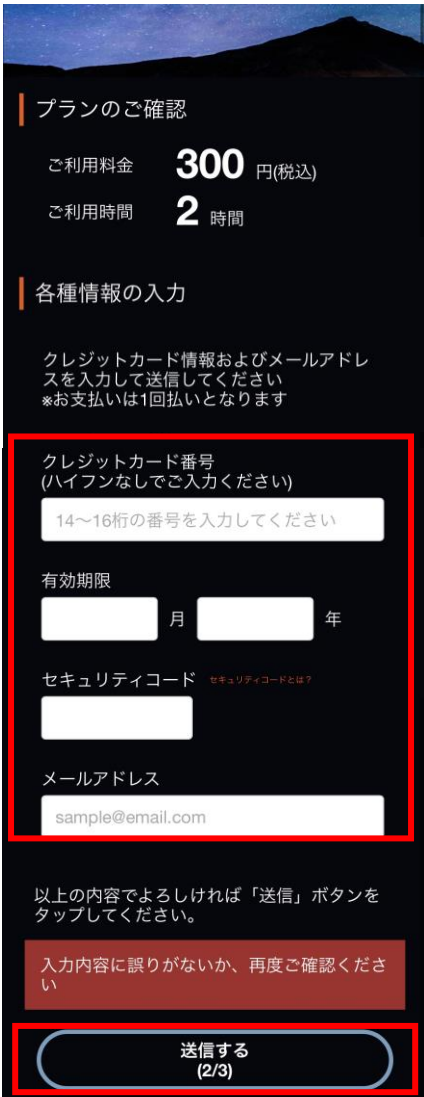 プランのご確認
ご利用料金 300 円(税込)
ご利用時間 2 時間
各種情報の入力
クレジットカード情報およびメールアドレ
スを入力して送信してください
※お支払いは1回払いとなります
クレジットカード番号
(ハイフンなしでご入力ください)
14〜16桁の番号を入力してください
有効期限
月 年
セキュリティコード セキュリティコードとは?
メールアドレス
sample@email.com
以上の内容でよろしければ「送信」ボタンを
タップしてください。
入力内容に誤りがないか、再度ご確認くださ
い
送信する
(2/3)